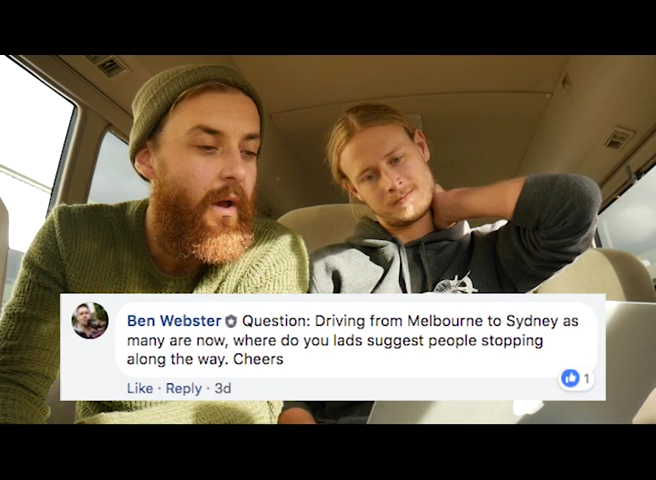 Ben Webster Question: Driving from Melbourne to Sydney as
many are now, where do you lads suggest people stopping
along the way. Cheers
Like · Reply · 3d
1